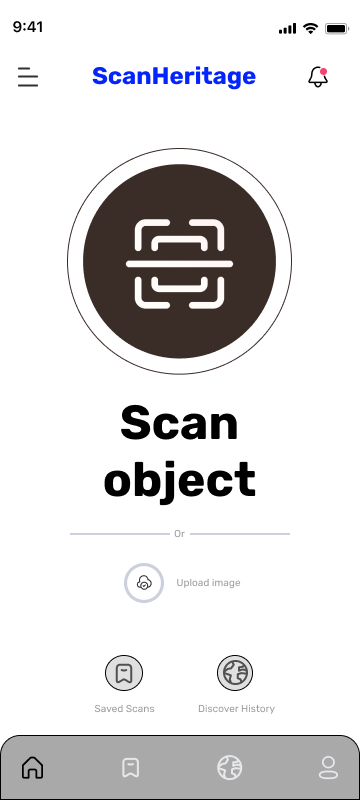 9:41
ScanHeritage
Scan
object
Or
Upload image
Saved Scans
Discover History